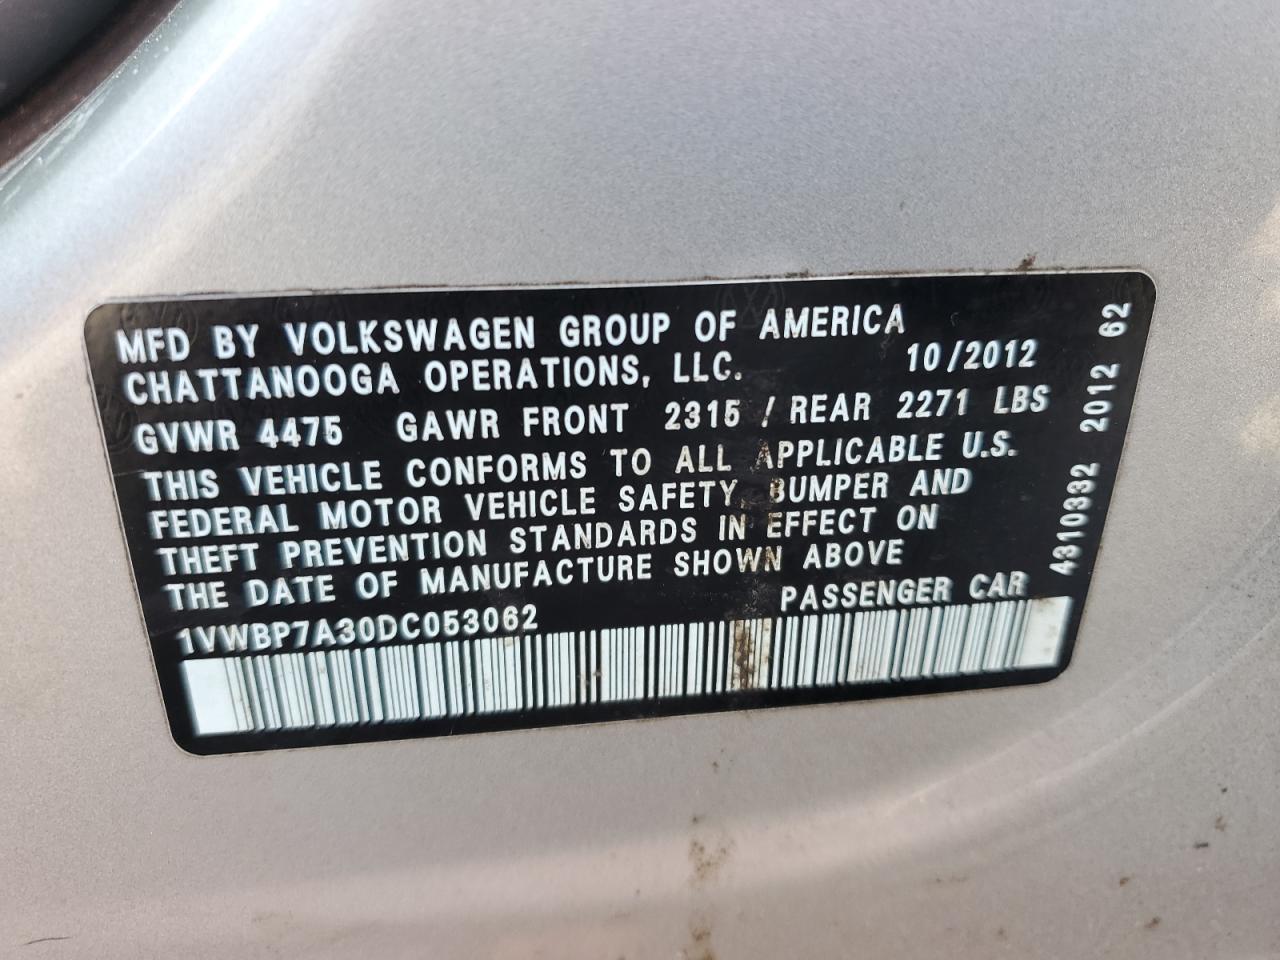 MFD BY VOLKSWAGEN GROUP OF AMERICA
CHATTANOOGA OPERATIONS, LLC. 10/2012
GVWR 4475 GAWR FRONT 2315 / REAR 2271 LBS
THIS VEHICLE CONFORMS TO ALL APPLICABLE U.S.
FEDERAL MOTOR VEHICLE SAFETY, BUMPER AND
THEFT PREVENTION STANDARDS IN EFFECT ON
THE DATE OF MANUFACTURE SHOWN ABOVE
1VWBP7A30DC053062 PASSENGER CAR
4310332 2012 62